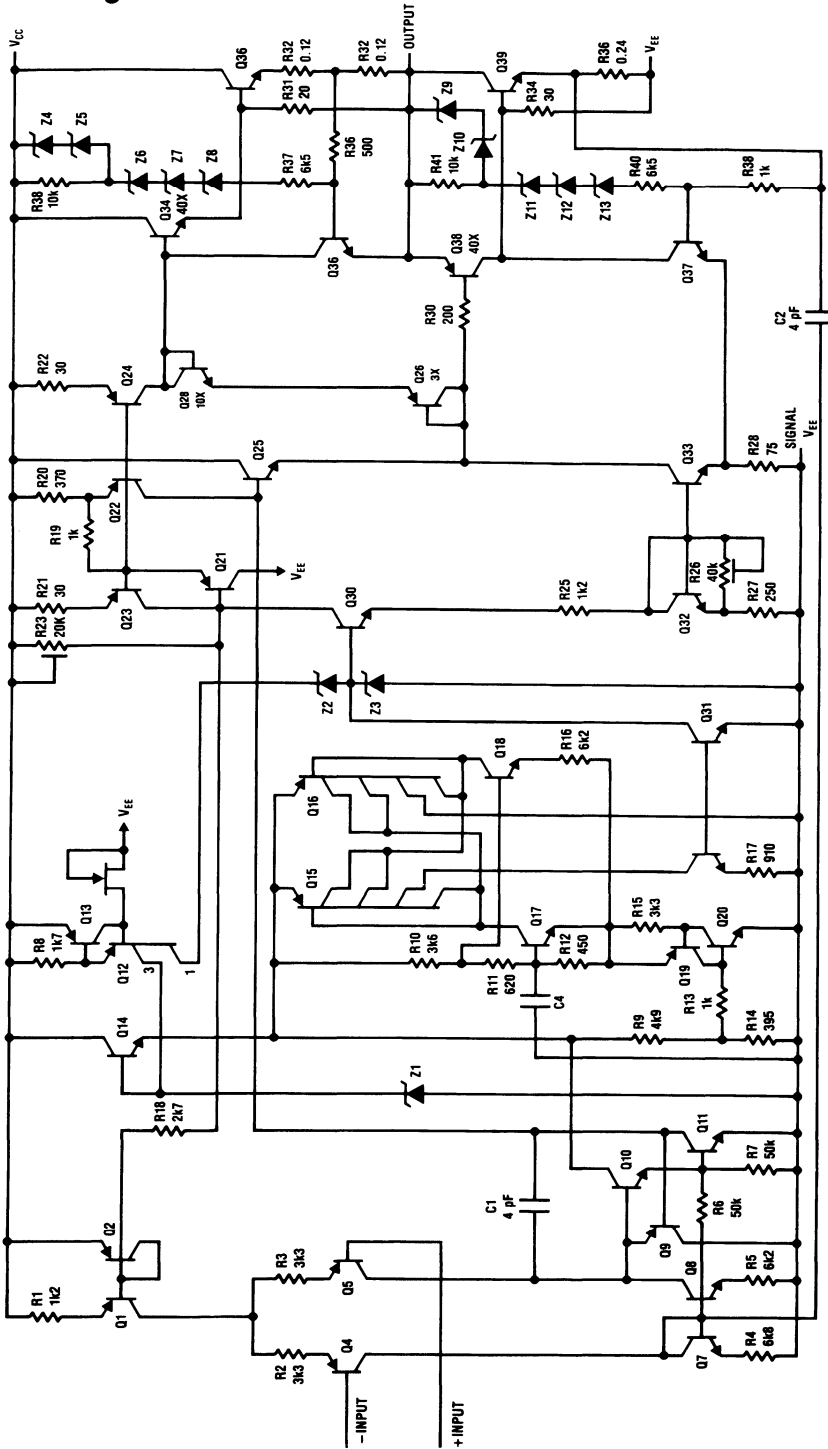 VCC
R1
1k2
Q1
Q2
R2
3k3
R3
3k3
Q4
Q5
−INPUT
+INPUT
R18
2k7
Q14
R8
1k7
Q12
3
1
Q13
VEE
Z1
C1
4 pF
Q7
Q8
Q9
Q10
Q11
R4
6k8
R5
6k2
R6
50k
R7
50k
R9
4k9
R14
395
R13
1k
R10
3k6
R11
620
R12
450
C4
Q15
Q16
Q17
Q18
R16
6k2
R15
3k3
Q19
Q20
R17
910
Q31
Z2
Z3
R23
20K
R21
30
Q23
R19
1k
R20
370
Q22
Q21
VEE
Q30
R25
1k2
Q32
R26
40k
R27
250
R22
30
Q24
Q25
Q28
10X
Q26
3X
Q33
R28
75
SIGNAL
VEE
R30
200
R38
10k
Z4
Z5
Z6
Z7
Z8
Q34
40X
R37
6k5
Q36
Q36
R32
0.12
R32
0.12
R31
20
R36
500
OUTPUT
Q38
40X
R41
10k
Z9
Z10
Z11
Z12
Z13
R40
6k5
R38
1k
Q37
Q39
R34
30
R36
0.24
VEE
C2
4 pF